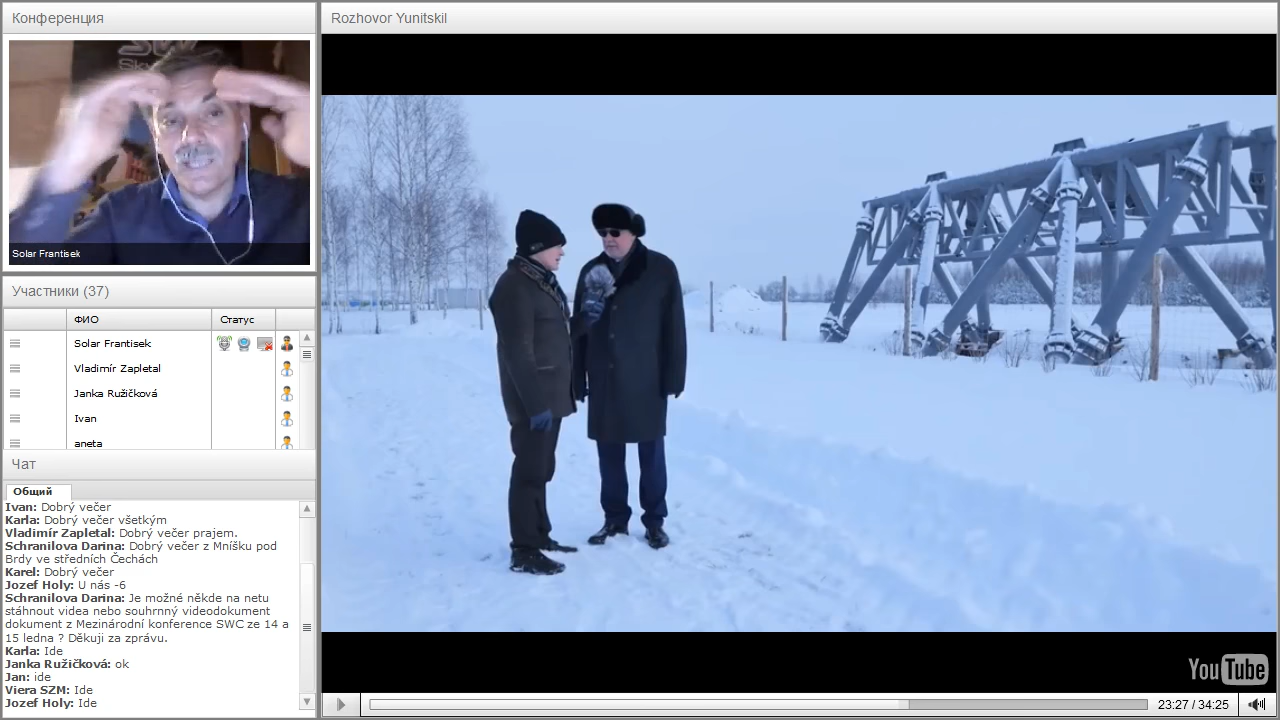 Конференция
SW
Sky
Solar Frantisek
Участники (37)
ФИО
Статус
Solar Frantisek
Vladimír Zapletal
Janka Ružičková
Ivan
aneta
Чат
Общий
Ivan: Dobrý večer
Karla: Dobrý večer všetkým
Vladimír Zapletal: Dobrý večer prajem.
Schranilova Darina: Dobrý večer z Mníšku pod
Brdy ve středních Čechách
Karel: Dobrý večer
Jozef Holy: U nás -6
Schranilova Darina: Je možné někde na netu
stáhnout videa nebo souhrnný videodokument
dokument z Mezinárodní konference SWC ze 14 a
15 ledna ? Děkuji za zprávu.
Karla: Ide
Janka Ružičková: ok
Jan: ide
Viera SZM: Ide
Jozef Holy: Ide
Rozhovor Yunitskil
YouTube
23:27 / 34:25